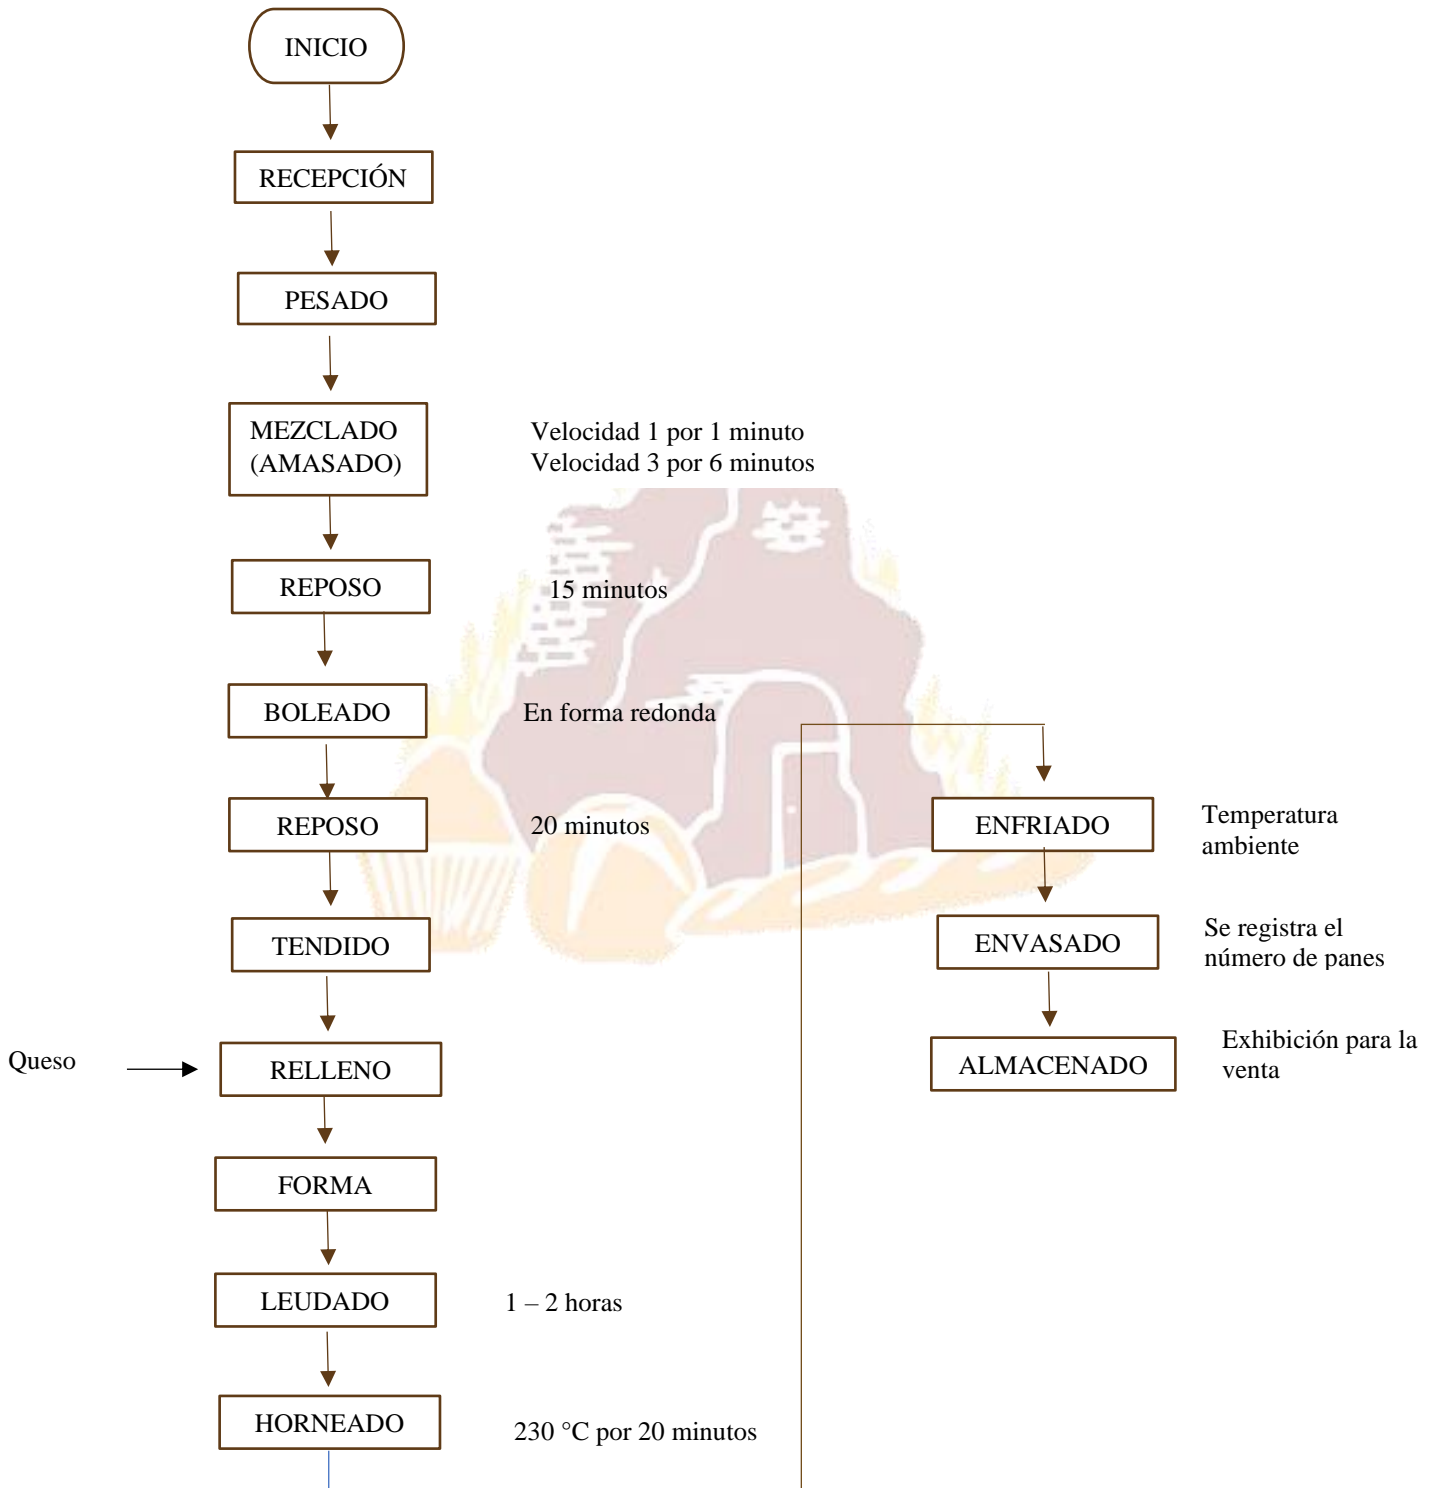 INICIO
RECEPCIÓN
PESADO
MEZCLADO
(AMASADO)
Velocidad 1 por 1 minuto
Velocidad 3 por 6 minutos
REPOSO
15 minutos
BOLEADO
En forma redonda
REPOSO
20 minutos
TENDIDO
Queso
RELLENO
FORMA
LEUDADO
1 – 2 horas
HORNEADO
230 °C por 20 minutos
ENFRIADO
Temperatura
ambiente
ENVASADO
Se registra el
número de panes
ALMACENADO
Exhibición para la
venta